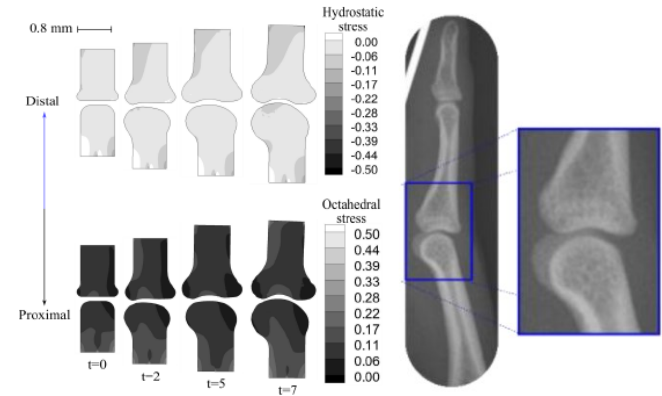 0.8 mm
Hydrostatic
stress
0.00
-0.06
-0.11
-0.17
-0.22
-0.28
-0.33
-0.39
-0.44
-0.50
Distal
Proximal
Octahedral
stress
0.50
0.44
0.39
0.33
0.28
0.22
0.17
0.11
0.06
0.00
t=0
t=2
t=5
t=7